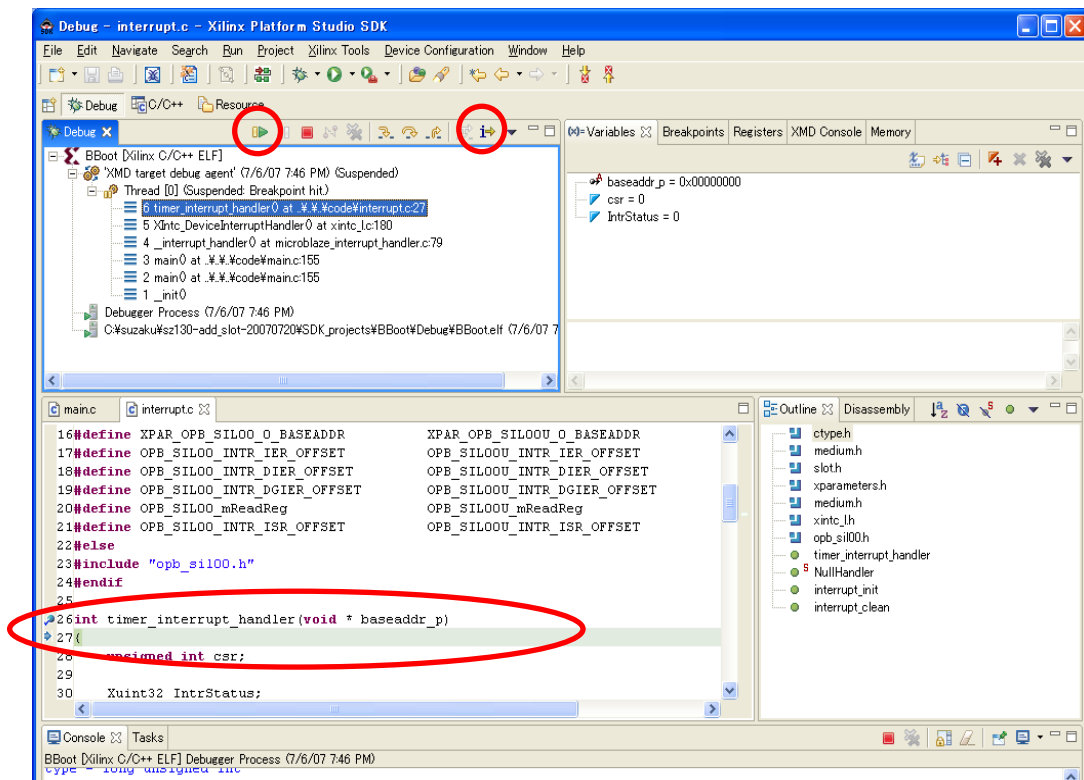 Debug - interrupt.c - Xilinx Platform Studio SDK
File Edit Navigate Search Run Project Xilinx Tools Device Configuration Window Help
Debug C/C++ Resource
Debug
BBoot [Xilinx C/C++ ELF]
'XMD target debug agent' (7/6/07 7:46 PM) (Suspended)
Thread [0] (Suspended: Breakpoint hit.)
6 timer_interrupt_handler() at ..¥.¥..¥code¥interrupt.c:27
5 XIntc_DeviceInterruptHandler() at xintc_l.c:180
4 _interrupt_handler() at microblaze_interrupt_handler.c:79
3 main() at ..¥.¥..¥code¥main.c:155
2 main() at ..¥.¥..¥code¥main.c:155
1 _init()
Debugger Process (7/6/07 7:46 PM)
C:¥suzaku¥sz130-add_slot-20070720¥SDK_projects¥BBoot¥Debug¥BBoot.elf (7/6/07 7
(x)= Variables Breakpoints Registers XMD Console Memory
baseaddr_p = 0x00000000
csr = 0
IntrStatus = 0
main.c interrupt.c
16#define XPAR_OPB_SIL00_0_BASEADDR XPAR_OPB_SIL00U_0_BASEADDR
17#define OPB_SIL00_INTR_IER_OFFSET OPB_SIL00U_INTR_IER_OFFSET
18#define OPB_SIL00_INTR_DIER_OFFSET OPB_SIL00U_INTR_DIER_OFFSET
19#define OPB_SIL00_INTR_DGIER_OFFSET OPB_SIL00U_INTR_DGIER_OFFSET
20#define OPB_SIL00_mReadReg OPB_SIL00U_mReadReg
21#define OPB_SIL00_INTR_ISR_OFFSET OPB_SIL00U_INTR_ISR_OFFSET
22#else
23#include "opb_sil00.h"
24#endif
25
26int timer_interrupt_handler(void * baseaddr_p)
27{
28 unsigned int csr;
29
30 Xuint32 IntrStatus;
Outline Disassembly
ctype.h
medium.h
slot.h
xparameters.h
medium.h
xintc_l.h
opb_sil00.h
timer_interrupt_handler
NullHandler
interrupt_init
interrupt_clean
Console Tasks
BBoot [Xilinx C/C++ ELF] Debugger Process (7/6/07 7:46 PM)
ctype = long unsigned int